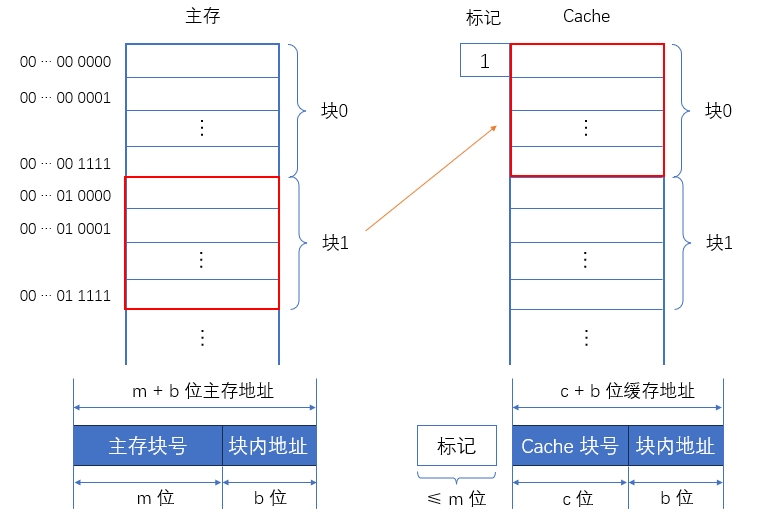 主存
标记
Cache
00 ··· 00 0000
1
00 ··· 00 0001
⋮
块0
⋮
块0
00 ··· 00 1111
00 ··· 01 0000
00 ··· 01 0001
块1
块1
⋮
⋮
00 ··· 01 1111
⋮
⋮
m + b 位主存地址
c + b 位缓存地址
主存块号
块内地址
标记
Cache 块号
块内地址
m 位
b 位
≤ m 位
c 位
b 位